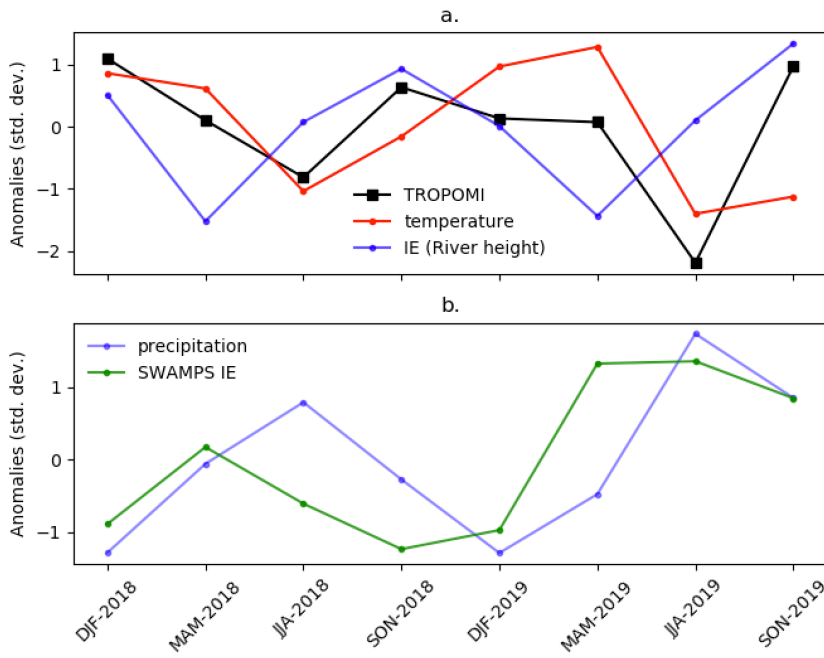 a.
Anomalies (std. dev.)
1
0
−1
−2
TROPOMI
temperature
IE (River height)
b.
Anomalies (std. dev.)
1
0
−1
precipitation
SWAMPS IE
DJF-2018
MAM-2018
JJA-2018
SON-2018
DJF-2019
MAM-2019
JJA-2019
SON-2019